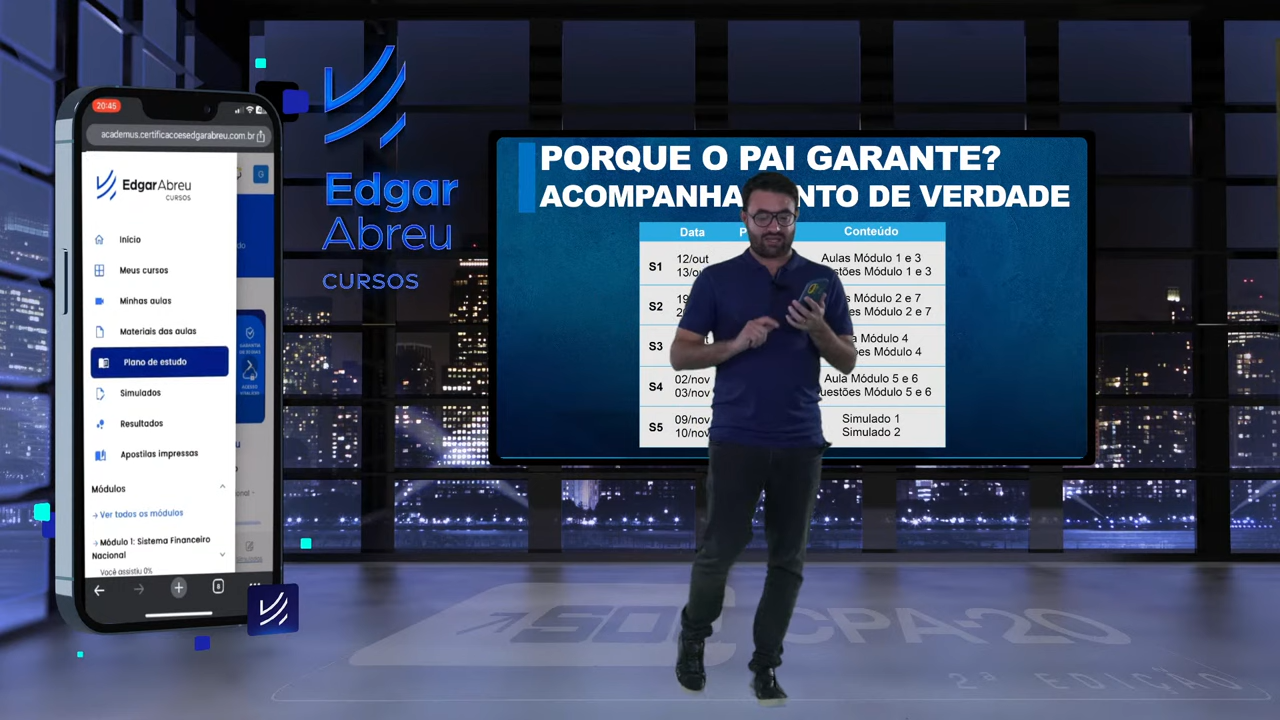 20:45
academus.certificacoesedgarabreu.com.br
EdgarAbreu
CURSOS
Início
Meus cursos
Minhas aulas
Materiais das aulas
Plano de estudo
Simulados
Resultados
Apostilas impressas
Módulos
→ Ver todos os módulos
→ Módulo 1: Sistema Financeiro
Nacional
Você assistiu 0%
Edgar
Abreu
CURSOS
PORQUE O PAI GARANTE?
ACOMPANHA NTO DE VERDADE
Data P Conteúdo
S1 12/out Aulas Módulo 1 e 3
13/o stões Módulo 1 e 3
S2 19 s Módulo 2 e 7
2 es Módulo 2 e 7
S3 a Módulo 4
ões Módulo 4
S4 02/nov Aula Módulo 5 e 6
03/nov uestões Módulo 5 e 6
S5 09/nov Simulado 1
10/nov Simulado 2
CPA-20
2ª EDIÇÃO